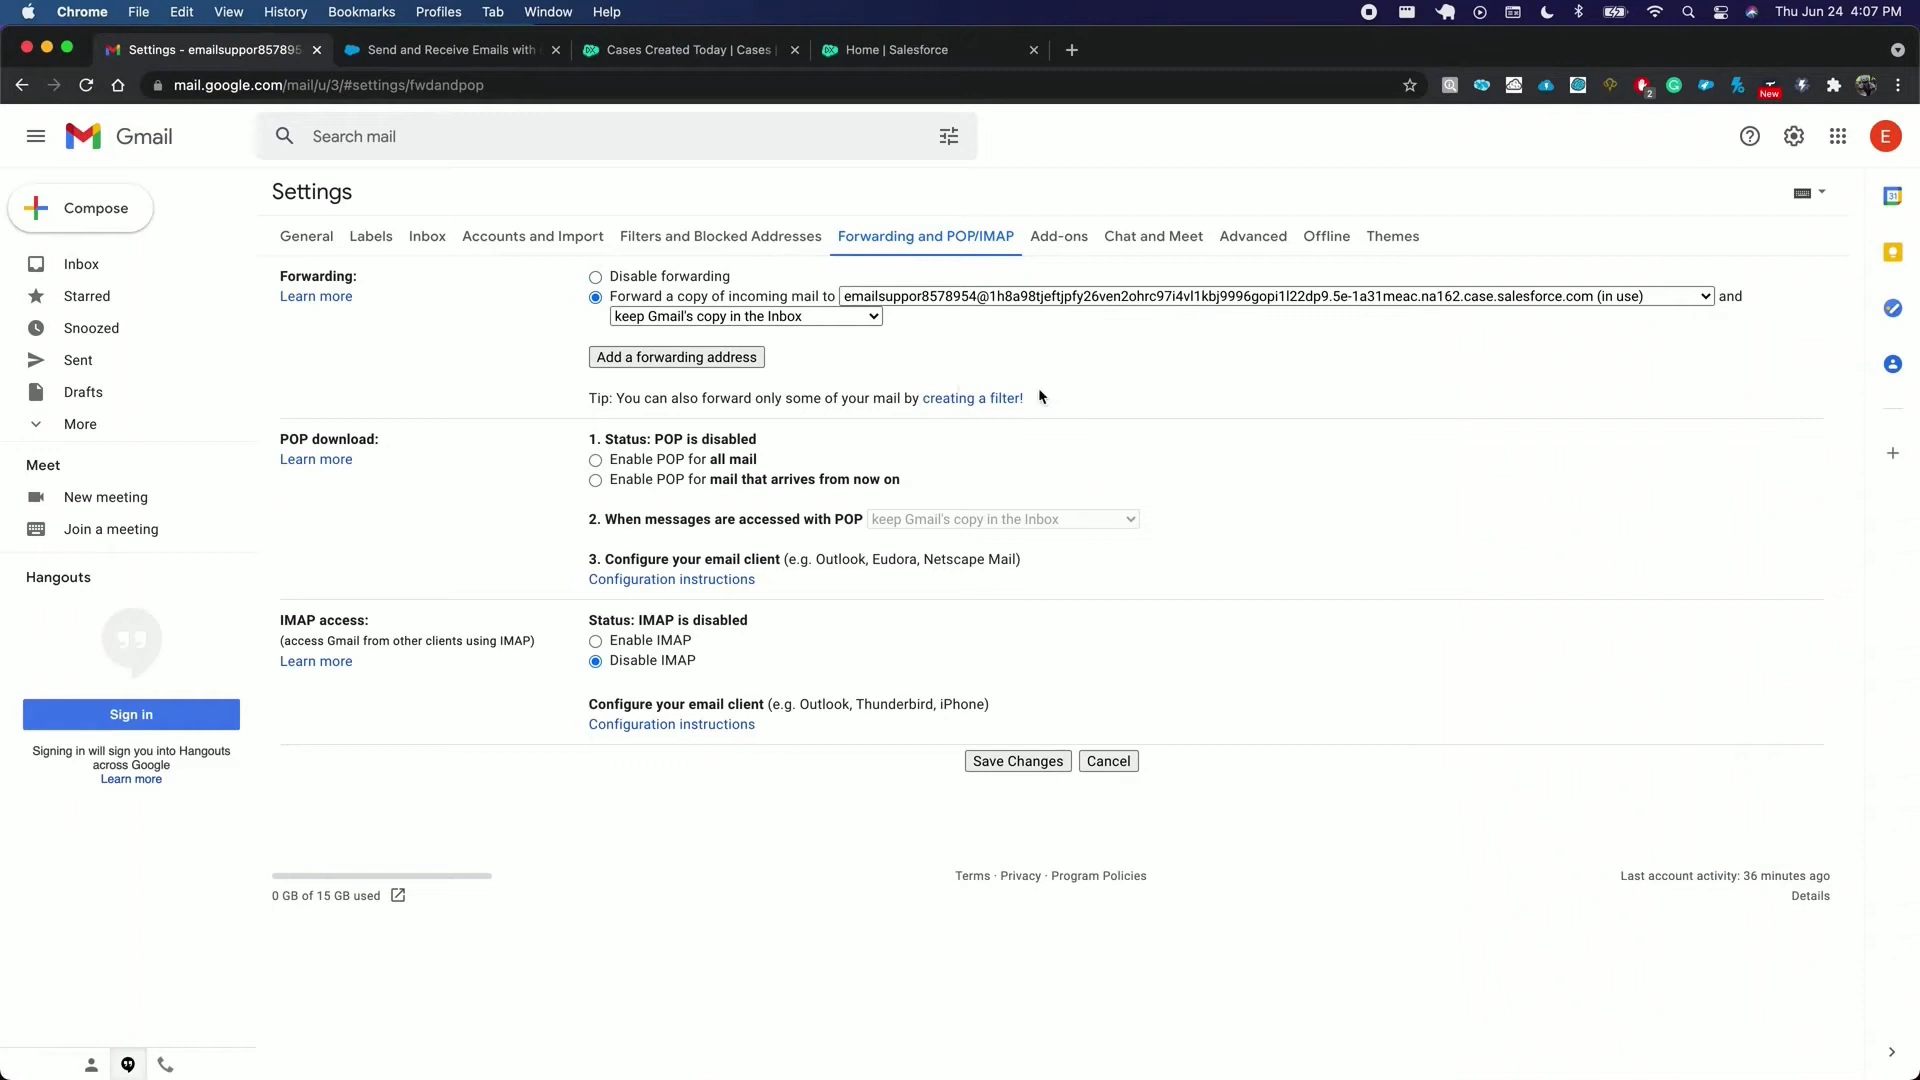 Chrome File Edit View History Bookmarks Profiles Tab Window Help Thu Jun 24 4:07 PM
Settings - emailsuppor857895 Send and Receive Emails with Cases Created Today | Cases | Home | Salesforce
mail.google.com/mail/u/3/#settings/fwdandpop 2 New
Gmail Search mail E
Compose
Inbox
Starred
Snoozed
Sent
Drafts
More
Meet
New meeting
Join a meeting
Hangouts
Sign in
Signing in will sign you into Hangouts
across Google
Learn more
Settings
General Labels Inbox Accounts and Import Filters and Blocked Addresses Forwarding and POP/IMAP Add-ons Chat and Meet Advanced Offline Themes
Forwarding:
Learn more
Disable forwarding
Forward a copy of incoming mail to emailsuppor8578954@1h8a98tjeftjpfy26ven2ohrc97i4vl1kbj9996gopi1l22dp9.5e-1a31meac.na162.case.salesforce.com (in use) and
keep Gmail's copy in the Inbox
Add a forwarding address
Tip: You can also forward only some of your mail by creating a filter!
POP download:
Learn more
1. Status: POP is disabled
Enable POP for all mail
Enable POP for mail that arrives from now on
2. When messages are accessed with POP keep Gmail's copy in the Inbox
3. Configure your email client (e.g. Outlook, Eudora, Netscape Mail)
Configuration instructions
IMAP access:
(access Gmail from other clients using IMAP)
Learn more
Status: IMAP is disabled
Enable IMAP
Disable IMAP
Configure your email client (e.g. Outlook, Thunderbird, iPhone)
Configuration instructions
Save Changes Cancel
0 GB of 15 GB used
Terms · Privacy · Program Policies
Last account activity: 36 minutes ago
Details
31